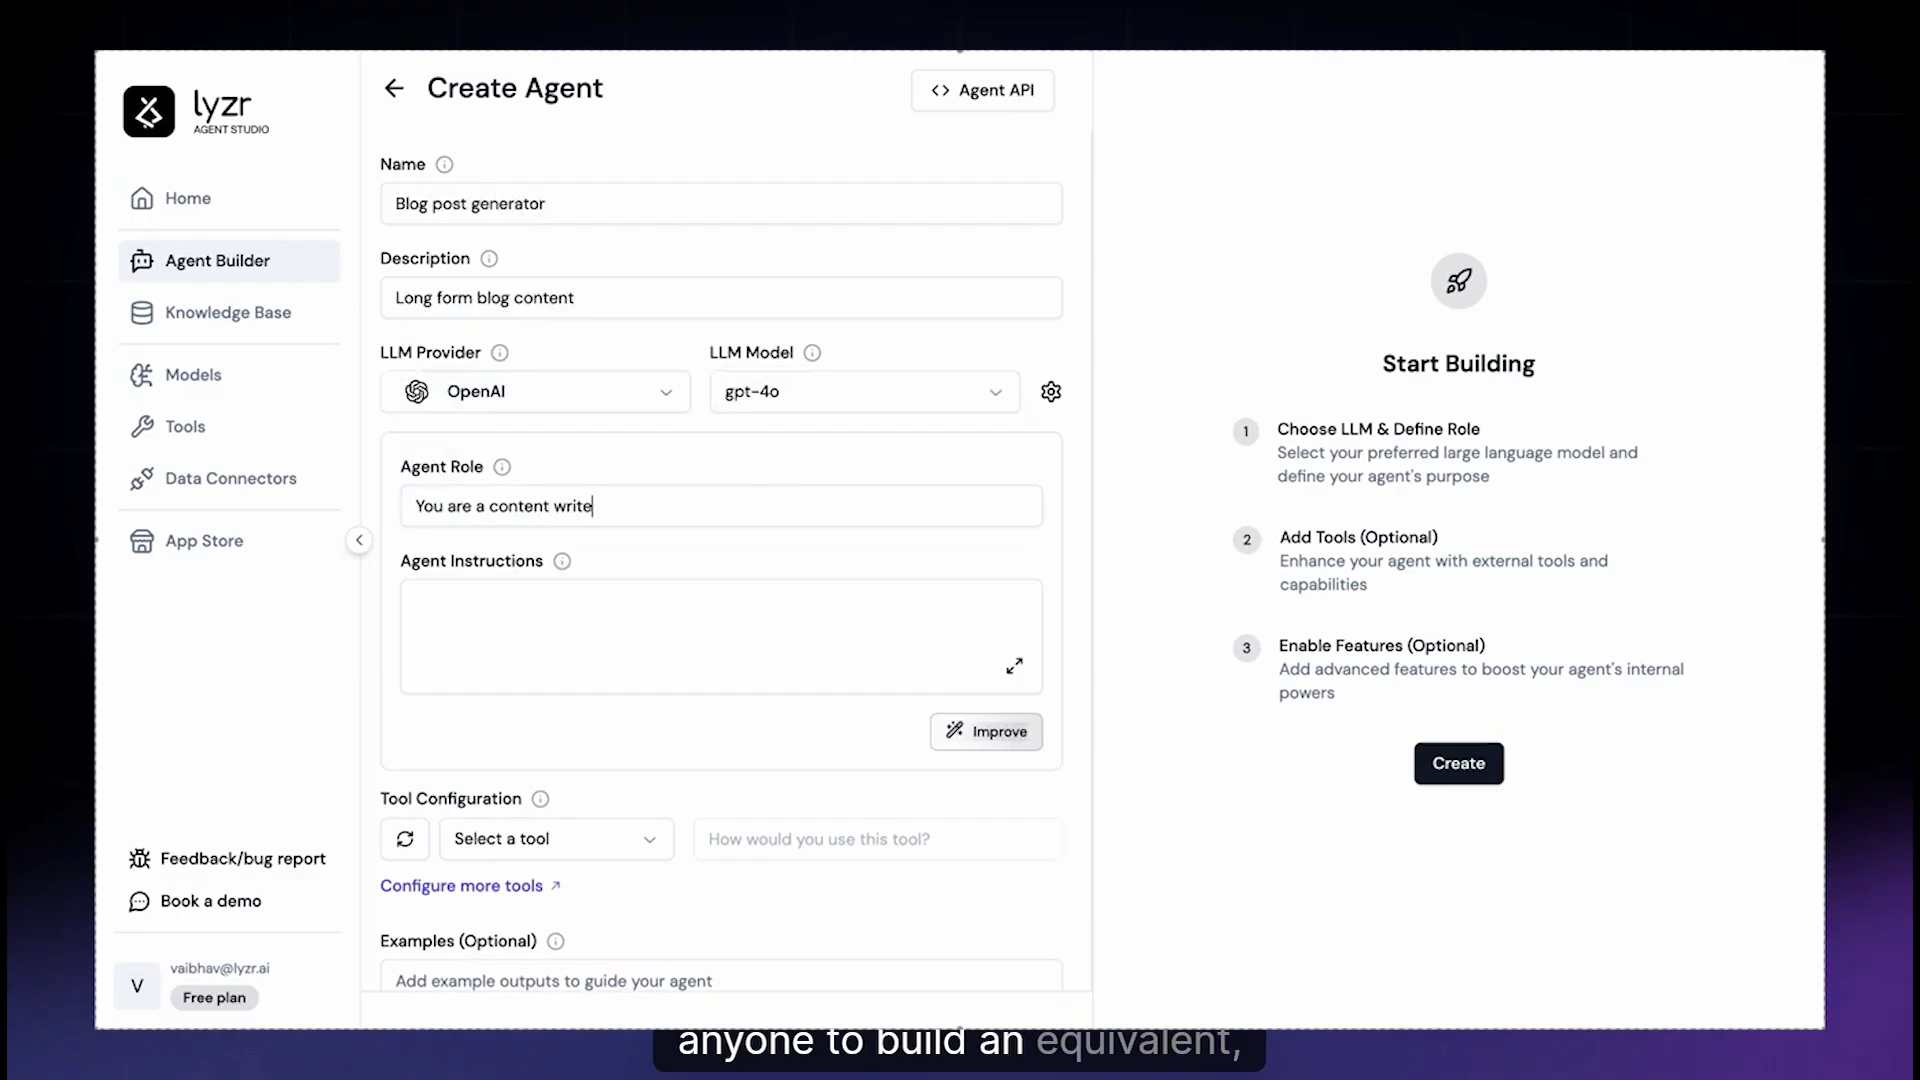 lyzr
AGENT STUDIO
Home
Agent Builder
Knowledge Base
Models
Tools
Data Connectors
App Store
Feedback/bug report
Book a demo
V
vaibhav@lyzr.ai
Free plan
Create Agent
<> Agent API
Name
Blog post generator
Description
Long form blog content
LLM Provider
LLM Model
OpenAI
gpt-4o
Agent Role
You are a content write
Agent Instructions
Improve
Tool Configuration
Select a tool
How would you use this tool?
Configure more tools
Examples (Optional)
Add example outputs to guide your agent
Start Building
1
Choose LLM & Define Role
Select your preferred large language model and
define your agent's purpose
2
Add Tools (Optional)
Enhance your agent with external tools and
capabilities
3
Enable Features (Optional)
Add advanced features to boost your agent's internal
powers
Create
anyone to build an equivalent,